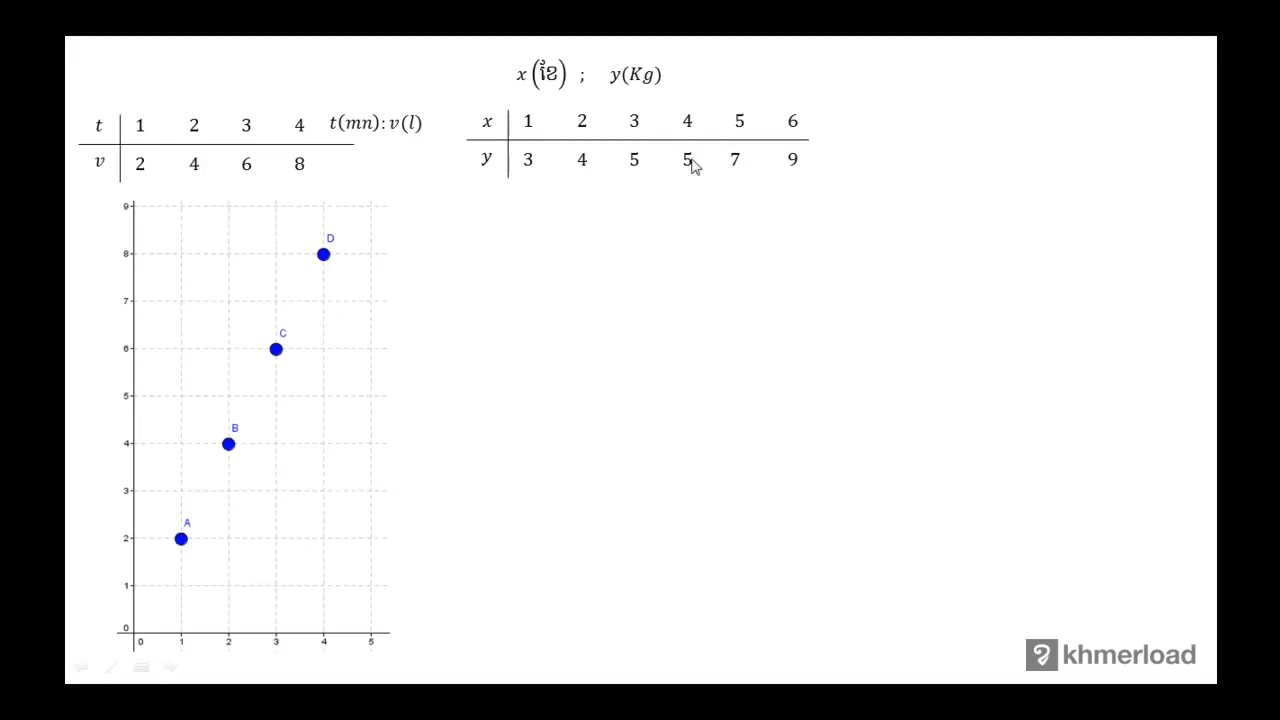 x (ខែ) ; y(Kg)
t 1 2 3 4 t(mn): v(l)
v 2 4 6 8
x 1 2 3 4 5 6
y 3 4 5 5 7 9
9
8 D
7
6 C
5
4 B
3
2 A
1
0
0 1 2 3 4 5
khmerload